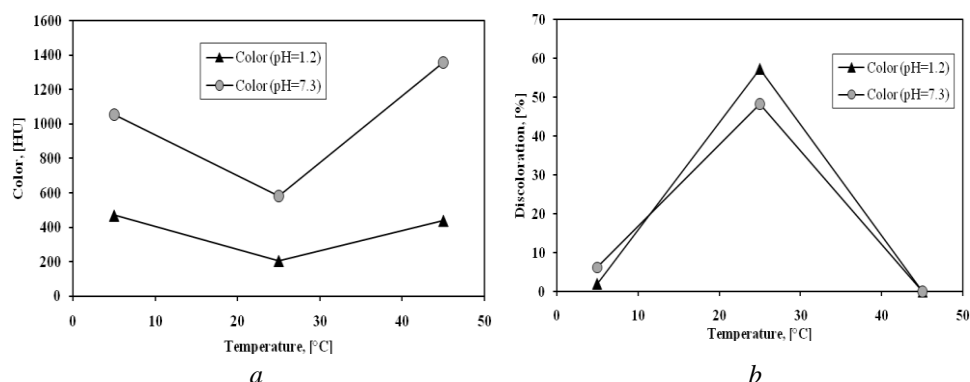 1600
1400
1200
1000
800
600
400
200
0
Color, [HU]
Color (pH=1.2)
Color (pH=7.3)
0 10 20 30 40 50
Temperature, [°C]
a
70
60
50
40
30
20
10
0
Discoloration, [%]
Color (pH=1.2)
Color (pH=7.3)
0 10 20 30 40 50
Temperature, [°C]
b